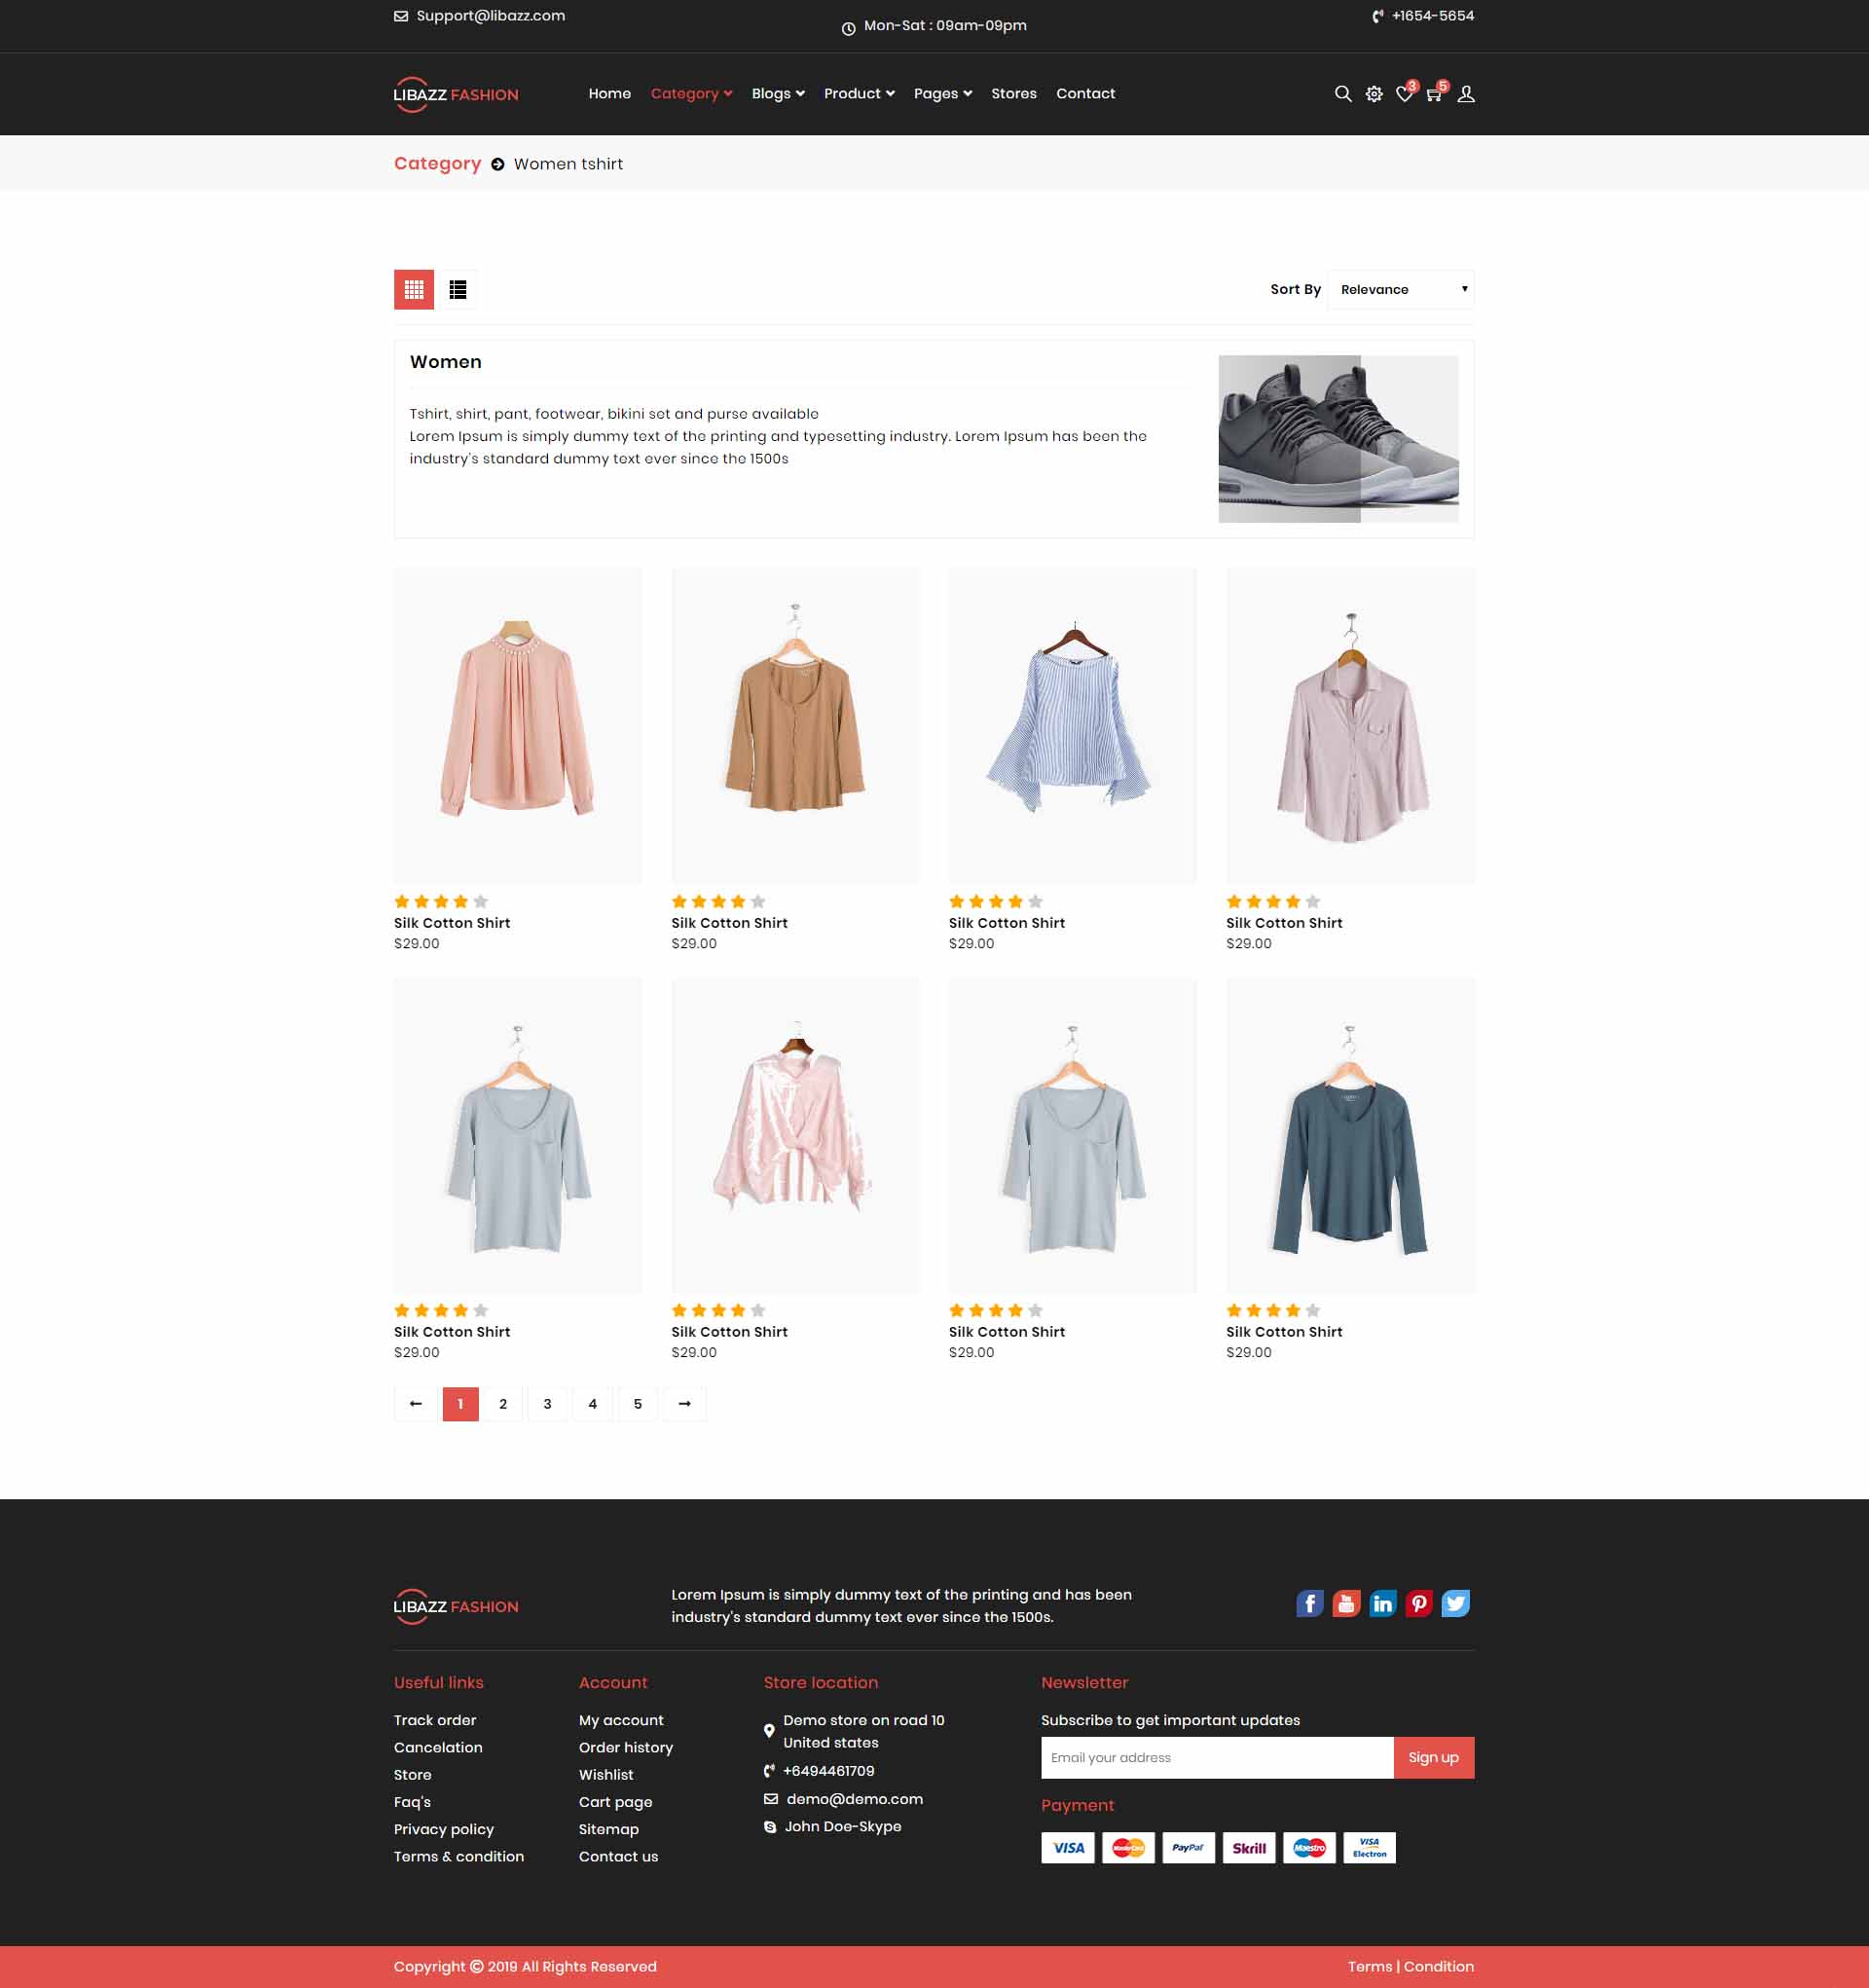 Support@libazz.com
Mon-Sat : 09am-09pm
+1654-5654
LIBAZZ FASHION
Home Category Blogs Product Pages Stores Contact
3 5
Category Women tshirt
Sort By Relevance
Women
Tshirt, shirt, pant, footwear, bikini set and purse available
Lorem Ipsum is simply dummy text of the printing and typesetting industry. Lorem Ipsum has been the
industry's standard dummy text ever since the 1500s
Silk Cotton Shirt Silk Cotton Shirt Silk Cotton Shirt Silk Cotton Shirt
$29.00 $29.00 $29.00 $29.00
Silk Cotton Shirt Silk Cotton Shirt Silk Cotton Shirt Silk Cotton Shirt
$29.00 $29.00 $29.00 $29.00
← 1 2 3 4 5 →
LIBAZZ FASHION
Lorem Ipsum is simply dummy text of the printing and has been
industry's standard dummy text ever since the 1500s.
Useful links
Track order
Cancelation
Store
Faq's
Privacy policy
Terms & condition
Account
My account
Order history
Wishlist
Cart page
Sitemap
Contact us
Store location
Demo store on road 10
United states
+6494461709
demo@demo.com
John Doe-Skype
Newsletter
Subscribe to get important updates
Email your address Sign up
Payment
VISA MasterCard PayPal Skrill Maestro VISA Electron
Copyright © 2019 All Rights Reserved
Terms | Condition